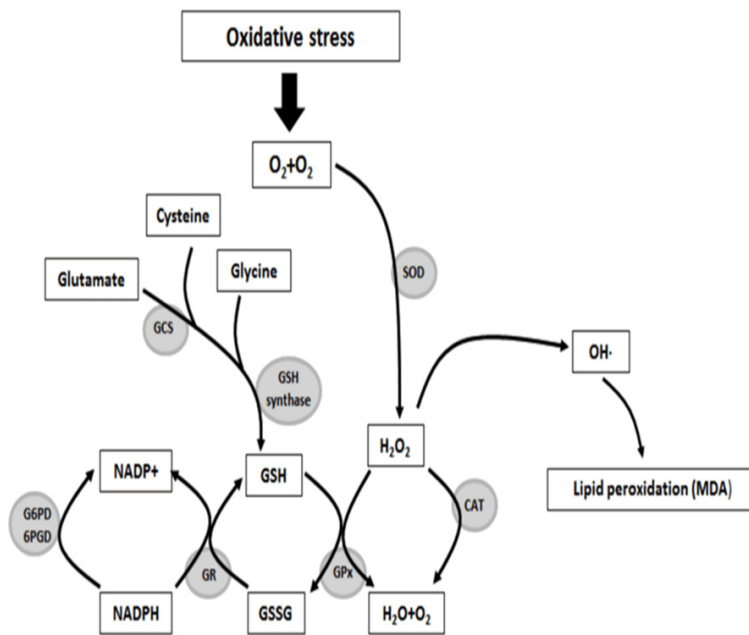 Oxidative stress
O₂+O₂
Cysteine
Glycine
Glutamate
SOD
GCS
OH·
GSH
synthase
H₂O₂
NADP+
GSH
Lipid peroxidation (MDA)
CAT
G6PD
6PGD
GR
GPx
NADPH
GSSG
H₂O+O₂